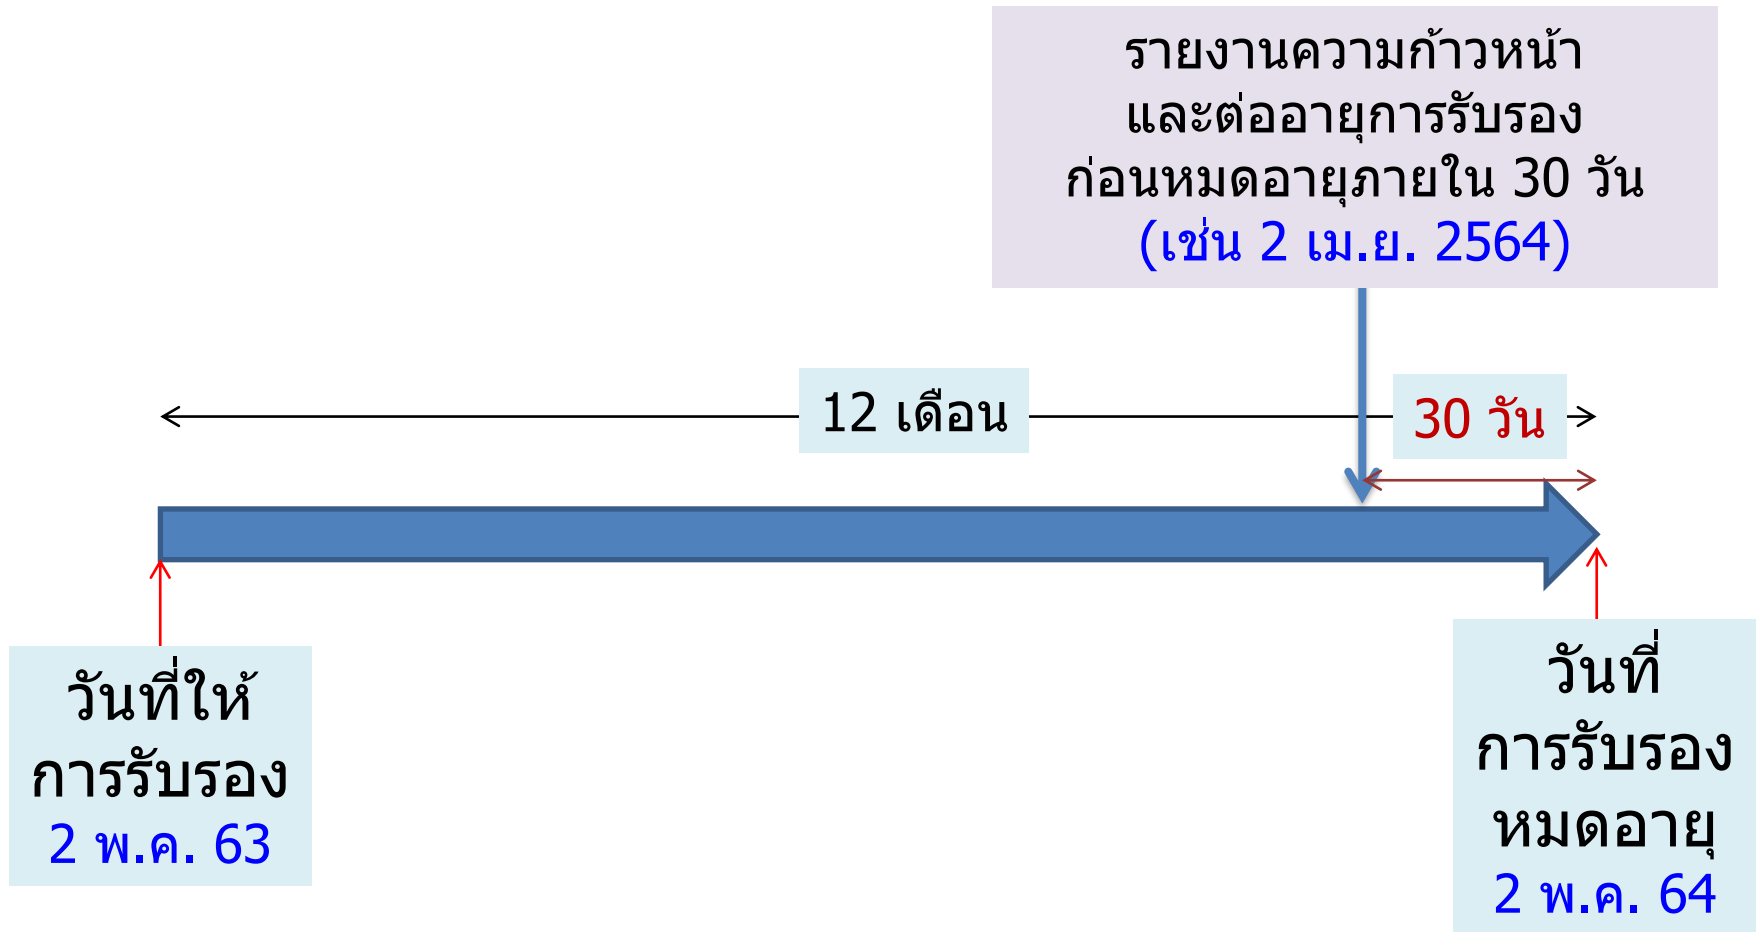 รายงานความก้าวหน้า
และต่ออายุการรับรอง
ก่อนหมดอายุภายใน 30 วัน
(เช่น 2 เม.ย. 2564)
12 เดือน
30 วัน
วันที่ให้
การรับรอง
2 พ.ค. 63
วันที่
การรับรอง
หมดอายุ
2 พ.ค. 64